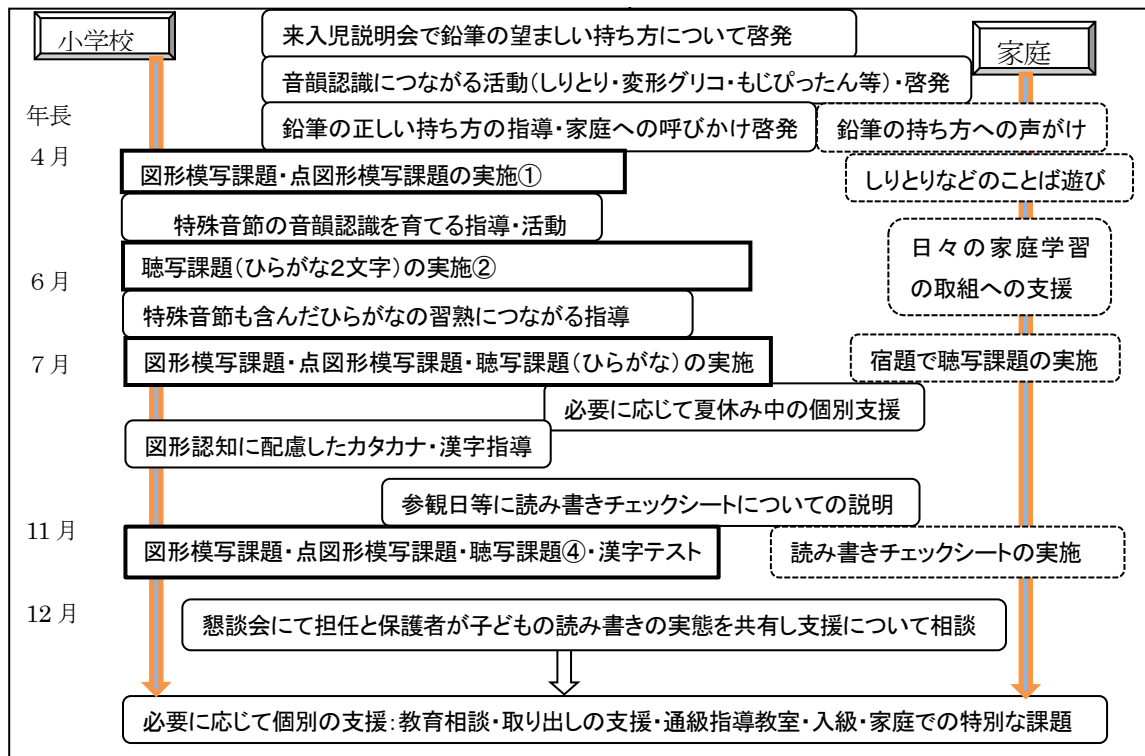 小学校
家庭
来入児説明会で鉛筆の望ましい持ち方について啓発
音韻認識につながる活動(しりとり・変形グリコ・もじぴったん等)・啓発
年長
鉛筆の正しい持ち方の指導・家庭への呼びかけ啓発
鉛筆の持ち方への声がけ
4月
図形模写課題・点図形模写課題の実施①
しりとりなどのことば遊び
特殊音節の音韻認識を育てる指導・活動
日々の家庭学習
の取組への支援
6月
聴写課題(ひらがな2文字)の実施②
特殊音節も含んだひらがなの習熟につながる指導
7月
図形模写課題・点図形模写課題・聴写課題(ひらがな)の実施
宿題で聴写課題の実施
必要に応じて夏休み中の個別支援
図形認知に配慮したカタカナ・漢字指導
参観日等に読み書きチェックシートについての説明
11月
図形模写課題・点図形模写課題・聴写課題④・漢字テスト
読み書きチェックシートの実施
12月
懇談会にて担任と保護者が子どもの読み書きの実態を共有し支援について相談
必要に応じて個別の支援:教育相談・取り出しの支援・通級指導教室・入級・家庭での特別な課題